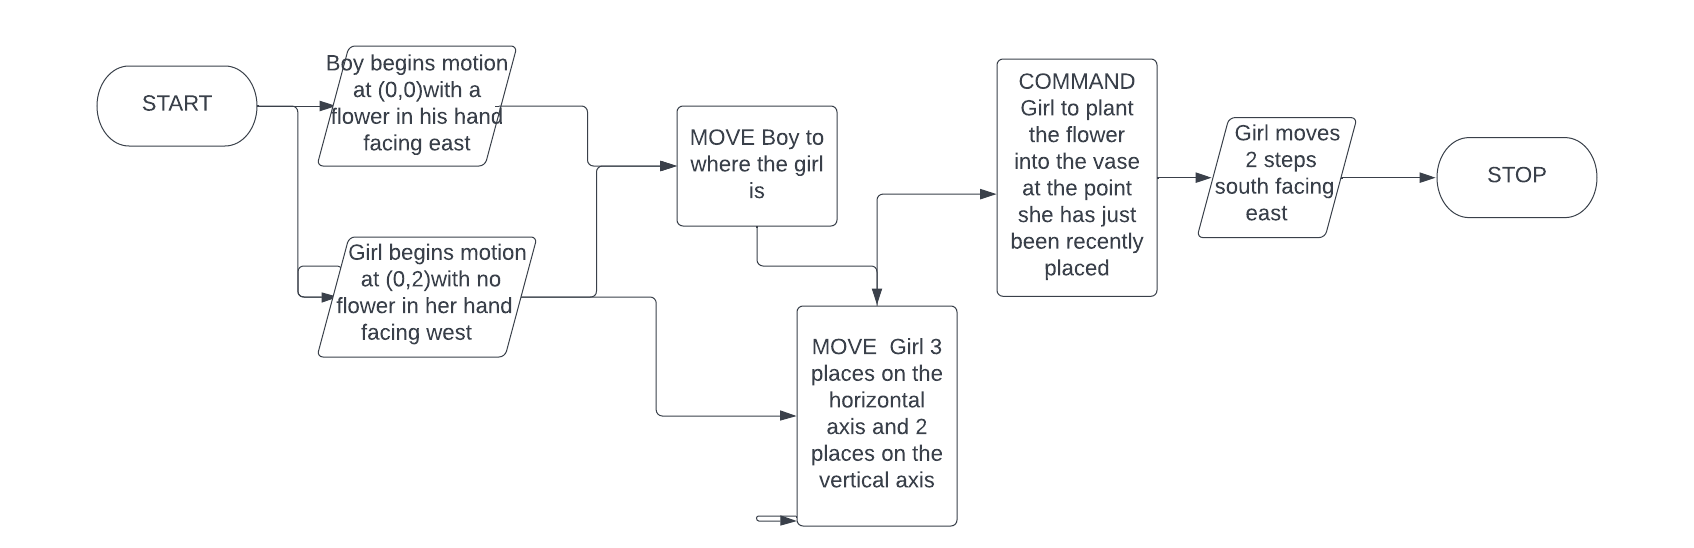 START
Boy begins motion
at (0,0)with a
flower in his hand
facing east
Girl begins motion
at (0,2)with no
flower in her hand
facing west
MOVE Boy to
where the girl
is
MOVE  Girl 3
places on the
horizontal
axis and 2
places on the
vertical axis
COMMAND
Girl to plant
the flower
into the vase
at the point
she has just
been recently
placed
Girl moves
2 steps
south facing
east
STOP